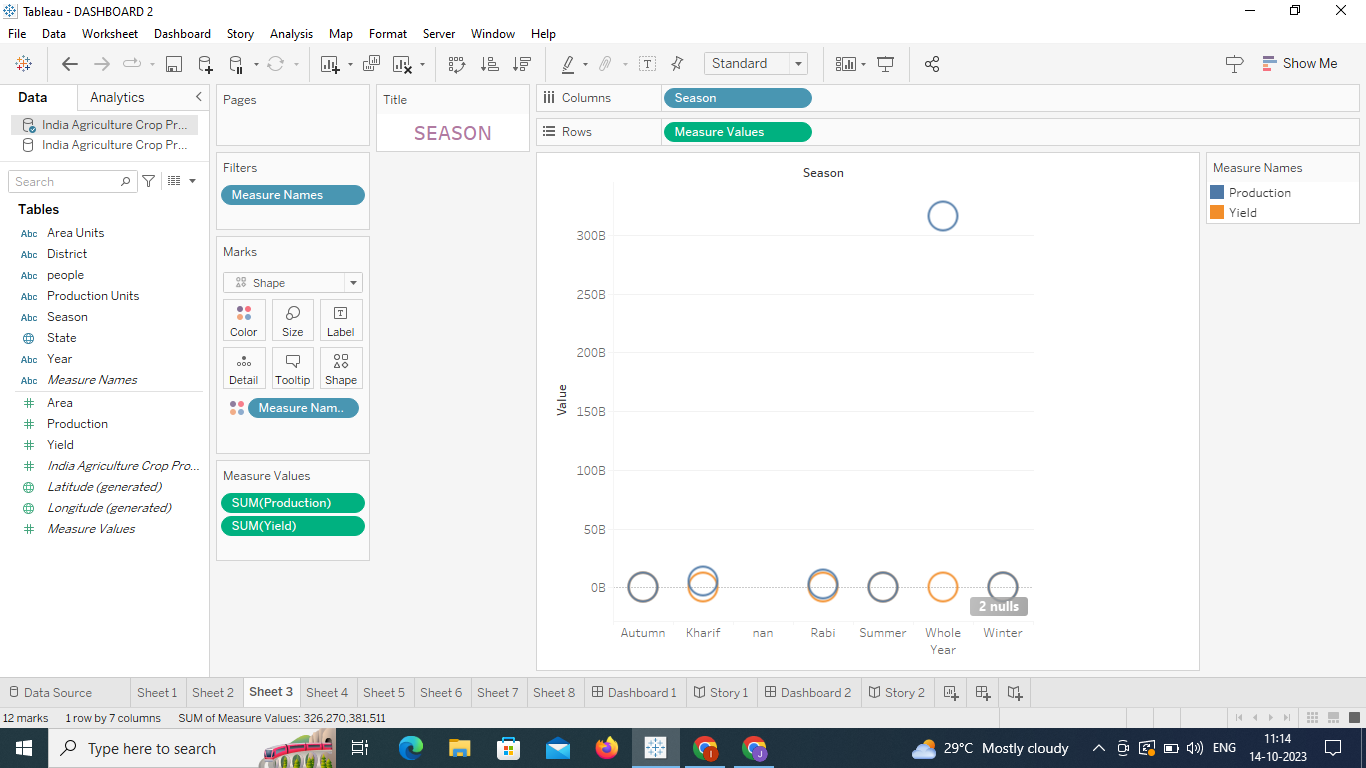 Tableau - DASHBOARD 2
File Data Worksheet Dashboard Story Analysis Map Format Server Window Help
Standard
Show Me
Data Analytics
India Agriculture Crop Pr...
India Agriculture Crop Pr...
Search
Tables
Abc Area Units
Abc District
Abc people
Abc Production Units
Abc Season
State
Abc Year
Abc Measure Names
Area
Production
Yield
India Agriculture Crop Pro...
Latitude (generated)
Longitude (generated)
Measure Values
Pages
Filters
Measure Names
Marks
Shape
Color Size Label
Detail Tooltip Shape
Measure Nam..
Measure Values
SUM(Production)
SUM(Yield)
Title
SEASON
Columns Season
Rows Measure Values
Season
300B
250B
200B
150B
100B
50B
0B
Value
2 nulls
Autumn Kharif nan Rabi Summer Whole Year Winter
Measure Names
Production
Yield
Data Source Sheet 1 Sheet 2 Sheet 3 Sheet 4 Sheet 5 Sheet 6 Sheet 7 Sheet 8 Dashboard 1 Story 1 Dashboard 2 Story 2
12 marks 1 row by 7 columns SUM of Measure Values: 326,270,381,511
Type here to search
29°C Mostly cloudy
ENG
11:14
14-10-2023